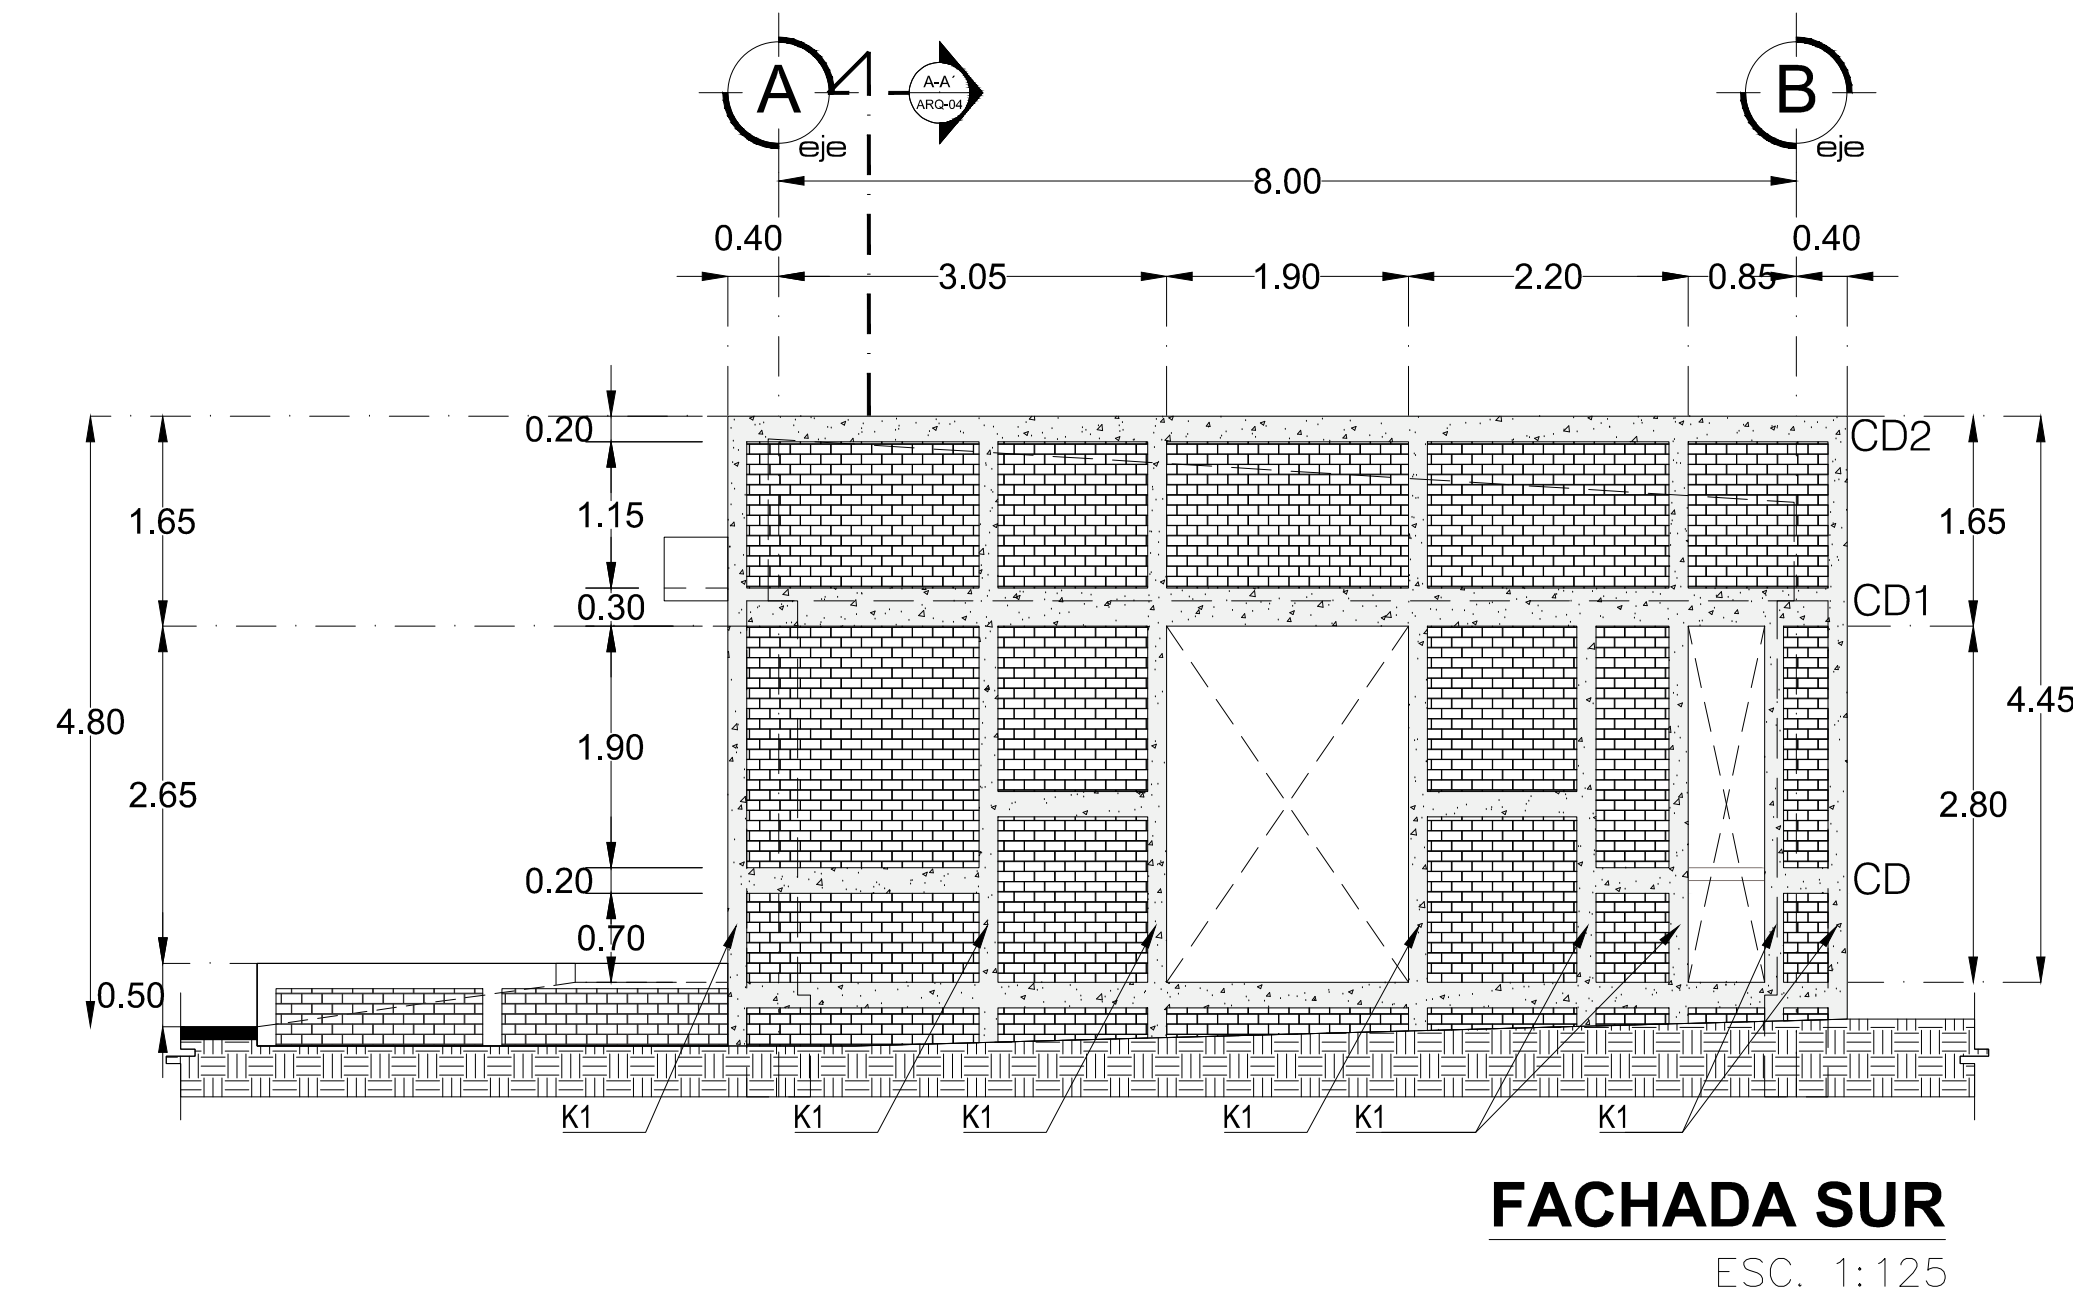 A
eje
A-A´
ARQ-04
B
eje
8.00
0.40
0.40
3.05
1.90
2.20
0.85
0.20
CD2
1.65
1.15
1.65
0.30
CD1
4.80
2.65
1.90
4.45
2.80
0.20
CD
0.70
0.50
K1
K1
K1
K1
K1
K1
FACHADA SUR
ESC. 1:125